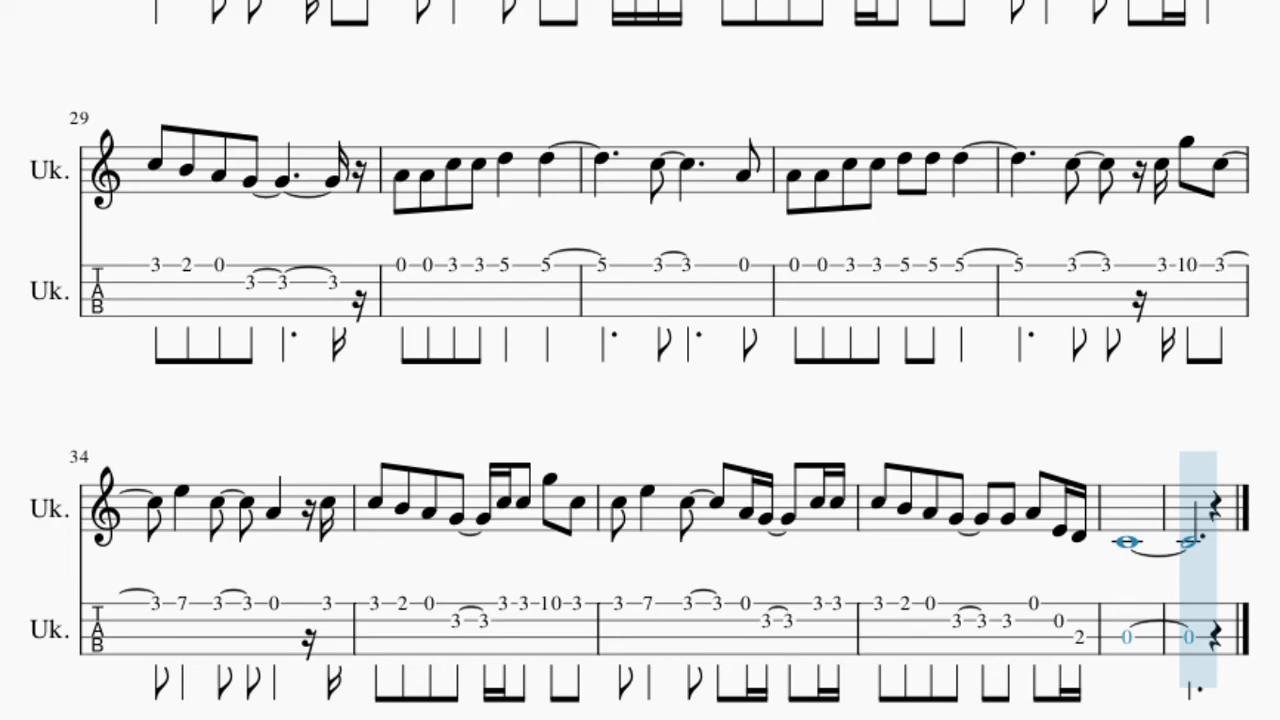 29
Uk.
Uk. 3 2 0 3 3 3 0 0 3 3 5 5 5 3 3 0 0 0 3 3 5 5 5 5 3 3 3 10 3
34
Uk.
Uk. 3 7 3 3 0 3 3 2 0 3 3 3 3 10 3 3 7 3 3 0 3 3 3 3 3 2 0 3 3 3 0 0 2 0 0